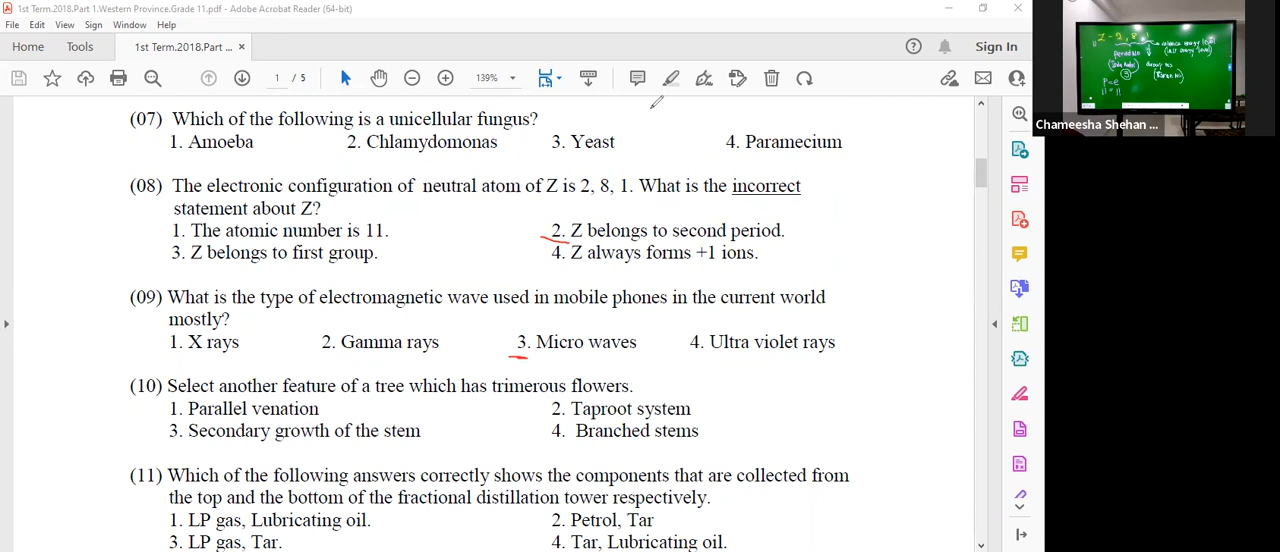 1st Term.2018.Part 1.Western Province.Grade 11.pdf - Adobe Acrobat Reader (64-bit)
File Edit View Sign Window Help
Home Tools 1st Term.2018.Part ... × Sign In
1 / 5 139%
(07) Which of the following is a unicellular fungus?
1. Amoeba 2. Chlamydomonas 3. Yeast 4. Paramecium
(08) The electronic configuration of neutral atom of Z is 2, 8, 1. What is the incorrect
statement about Z?
1. The atomic number is 11. 2. Z belongs to second period.
3. Z belongs to first group. 4. Z always forms +1 ions.
(09) What is the type of electromagnetic wave used in mobile phones in the current world
mostly?
1. X rays 2. Gamma rays 3. Micro waves 4. Ultra violet rays
(10) Select another feature of a tree which has trimerous flowers.
1. Parallel venation 2. Taproot system
3. Secondary growth of the stem 4. Branched stems
(11) Which of the following answers correctly shows the components that are collected from
the top and the bottom of the fractional distillation tower respectively.
1. LP gas, Lubricating oil. 2. Petrol, Tar
3. LP gas, Tar. 4. Tar, Lubricating oil.
Z - 2, 8, 1
Chameesha Shehan ...